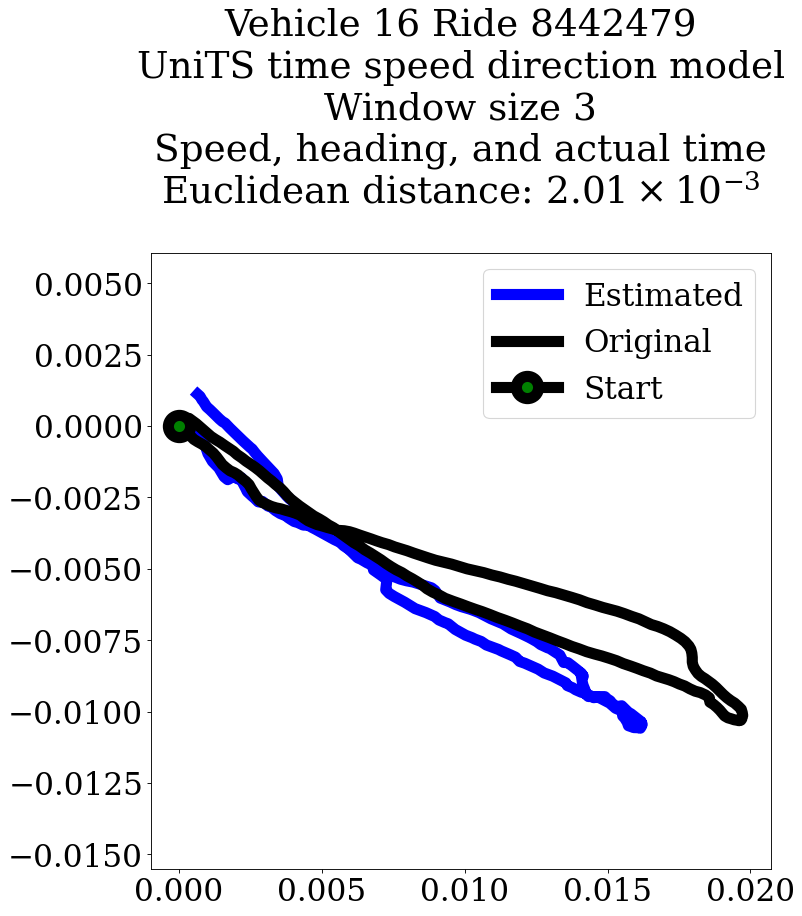 Vehicle 16 Ride 8442479
UniTS time speed direction model
Window size 3
Speed, heading, and actual time
Euclidean distance: 2.01 × 10⁻³
Estimated
Original
Start
0.0050
0.0025
0.0000
−0.0025
−0.0050
−0.0075
−0.0100
−0.0125
−0.0150
0.000 0.005 0.010 0.015 0.020